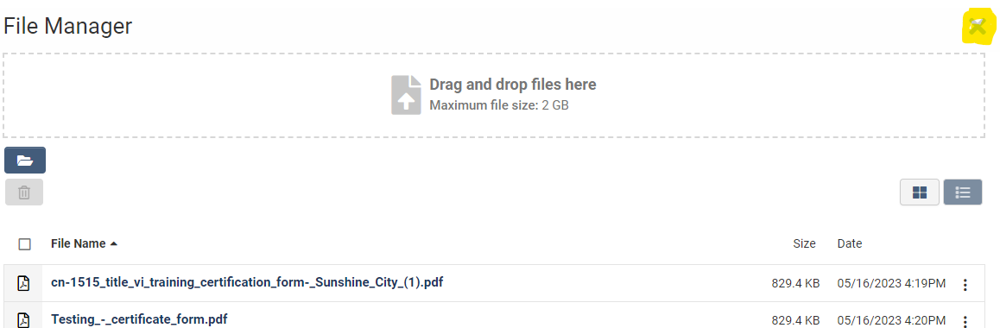 File Manager
Drag and drop files here
Maximum file size: 2 GB
File Name Size Date
cn-1515_title_vi_training_certification_form-_Sunshine_City_(1).pdf 829.4 KB 05/16/2023 4:19PM
Testing_-_certificate_form.pdf 829.4 KB 05/16/2023 4:20PM